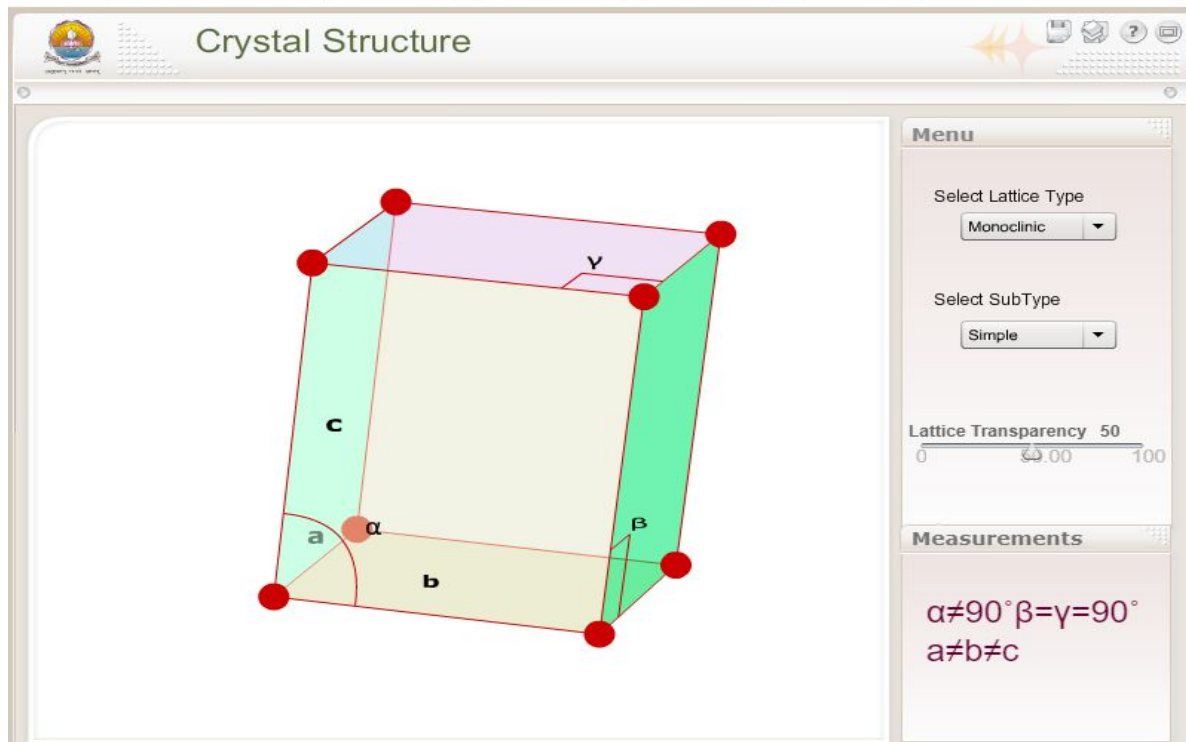 Crystal Structure
?
Menu
Select Lattice Type
Monoclinic
Select SubType
Simple
Lattice Transparency 50
0
100
Measurements
α≠90˚β=γ=90˚
a≠b≠c
γ
c
α
a
β
b